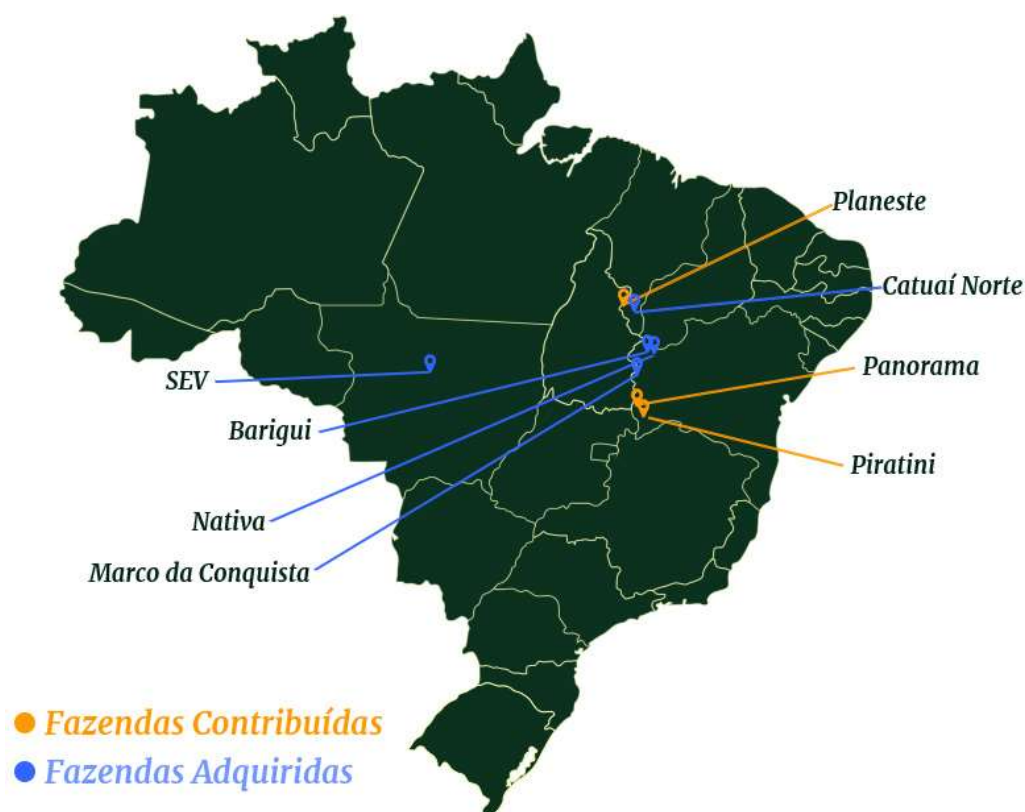 Planeste
Catuaí Norte
Panorama
SEV
Barigui
Piratini
Nativa
Marco da Conquista
Fazendas Contribuídas
Fazendas Adquiridas